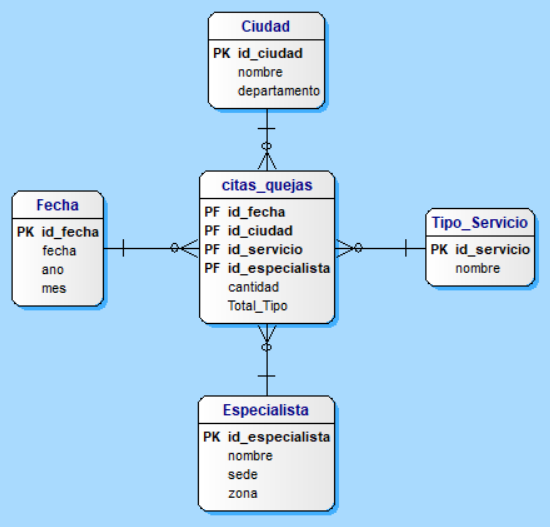 Ciudad
PK id_ciudad
nombre
departamento
citas_quejas
PF id_fecha
PF id_ciudad
PF id_servicio
PF id_especialista
cantidad
Total_Tipo
Fecha
PK id_fecha
fecha
ano
mes
Tipo_Servicio
PK id_servicio
nombre
Especialista
PK id_especialista
nombre
sede
zona